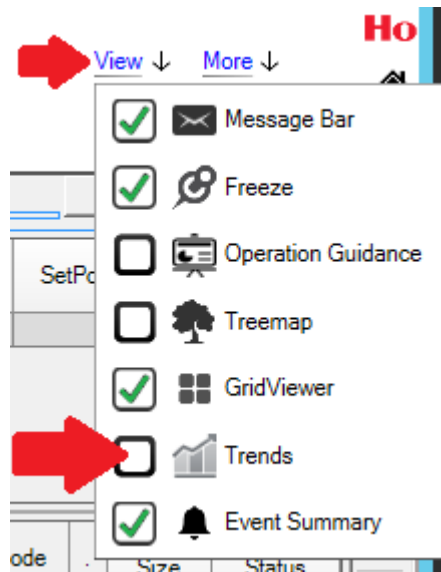 Ho
View ↓ More ↓
Message Bar
Freeze
Operation Guidance
SetPo
Treemap
GridViewer
Trends
Event Summary
ode . Size Status